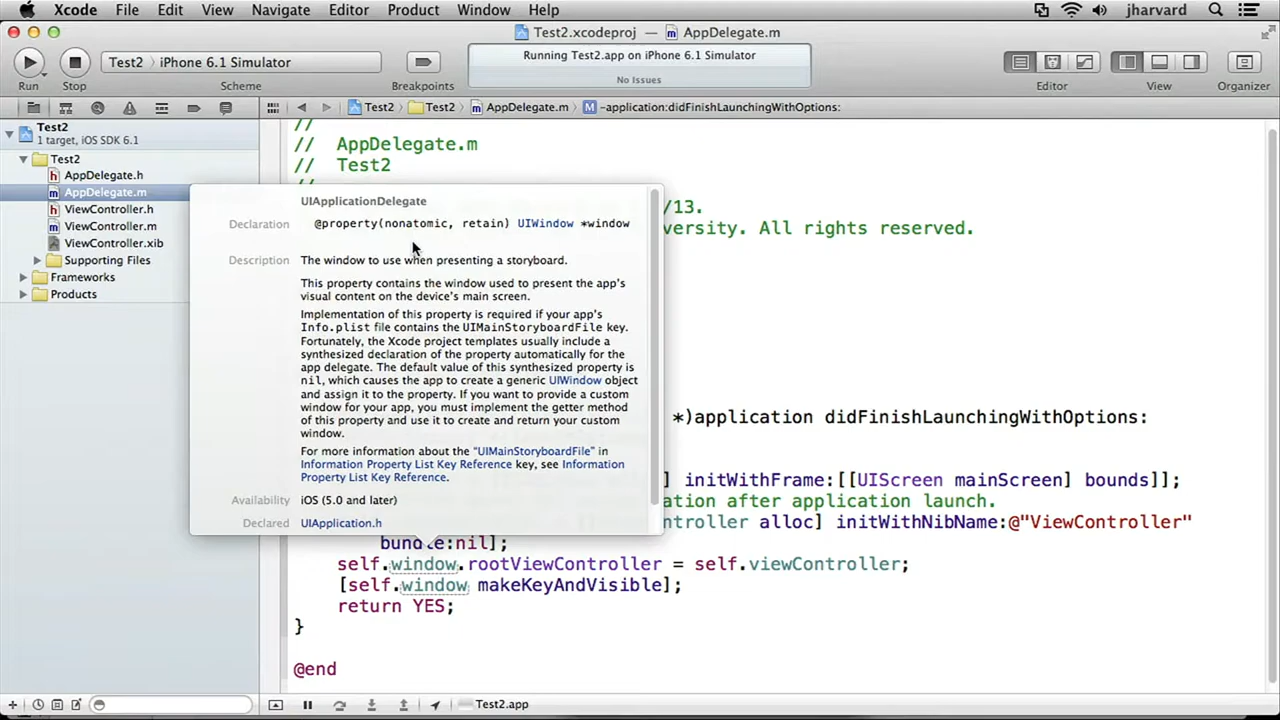 Xcode File Edit View Navigate Editor Product Window Help jharvard
Test2.xcodeproj — AppDelegate.m
Running Test2.app on iPhone 6.1 Simulator
No Issues
Test2 iPhone 6.1 Simulator
Run Stop Scheme Breakpoints Editor View Organizer
Test2 Test2 AppDelegate.m M -application:didFinishLaunchingWithOptions:
Test2
1 target, iOS SDK 6.1
Test2
h AppDelegate.h
m AppDelegate.m
h ViewController.h
m ViewController.m
ViewController.xib
Supporting Files
Frameworks
Products
//
// AppDelegate.m
// Test2
/13.
versity. All rights reserved.
*)application didFinishLaunchingWithOptions:
] initWithFrame:[[UIScreen mainScreen] bounds]];
ation after application launch.
ontroller alloc] initWithNibName:@"ViewController"
bundle:nil];
self.window.rootViewController = self.viewController;
[self.window makeKeyAndVisible];
return YES;
}
@end
UIApplicationDelegate
Declaration @property(nonatomic, retain) UIWindow *window
Description The window to use when presenting a storyboard.
This property contains the window used to present the app's
visual content on the device's main screen.
Implementation of this property is required if your app's
Info.plist file contains the UIMainStoryboardFile key.
Fortunately, the Xcode project templates usually include a
synthesized declaration of the property automatically for the
app delegate. The default value of this synthesized property is
nil, which causes the app to create a generic UIWindow object
and assign it to the property. If you want to provide a custom
window for your app, you must implement the getter method
of this property and use it to create and return your custom
window.
For more information about the "UIMainStoryboardFile" in
Information Property List Key Reference key, see Information
Property List Key Reference.
Availability iOS (5.0 and later)
Declared UIApplication.h
Test2.app